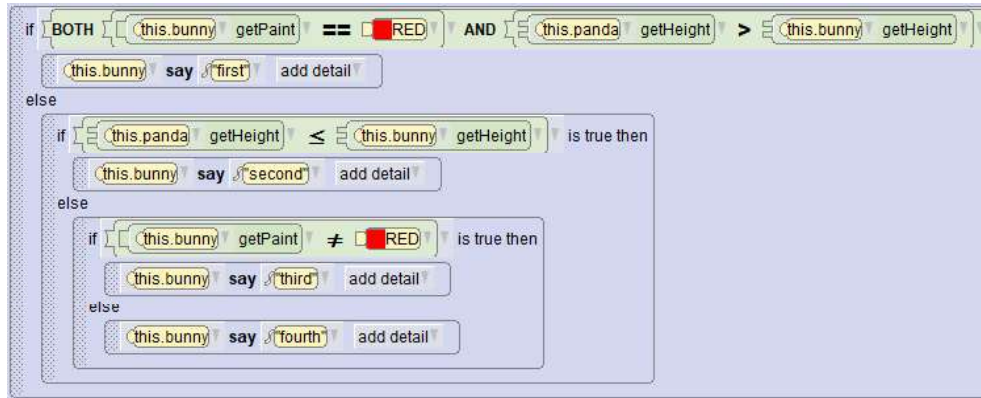 if BOTH this.bunny getPaint == RED AND this.panda getHeight > this.bunny getHeight
this.bunny say "first" add detail
else
if this.panda getHeight ≤ this.bunny getHeight is true then
this.bunny say "second" add detail
else
if this.bunny getPaint ≠ RED is true then
this.bunny say "third" add detail
else
this.bunny say "fourth" add detail